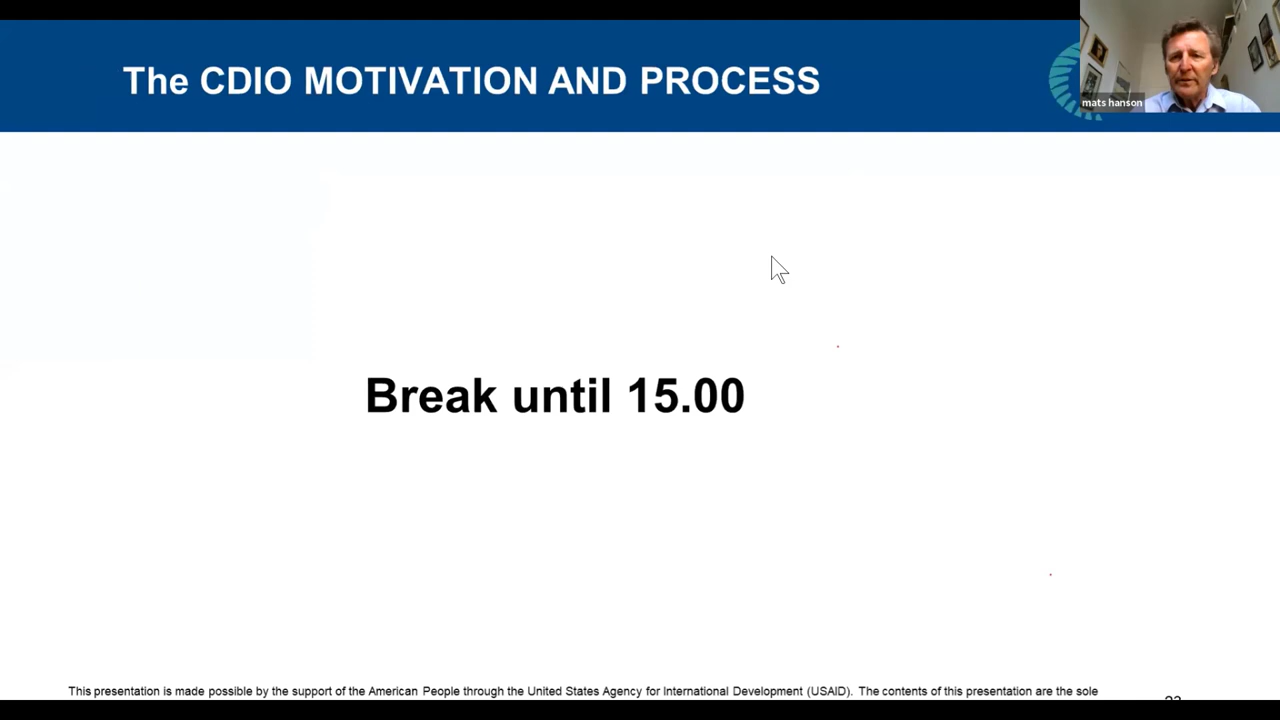 The CDIO MOTIVATION AND PROCESS
mats hanson
Break until 15.00
This presentation is made possible by the support of the American People through the United States Agency for International Development (USAID). The contents of this presentation are the sole